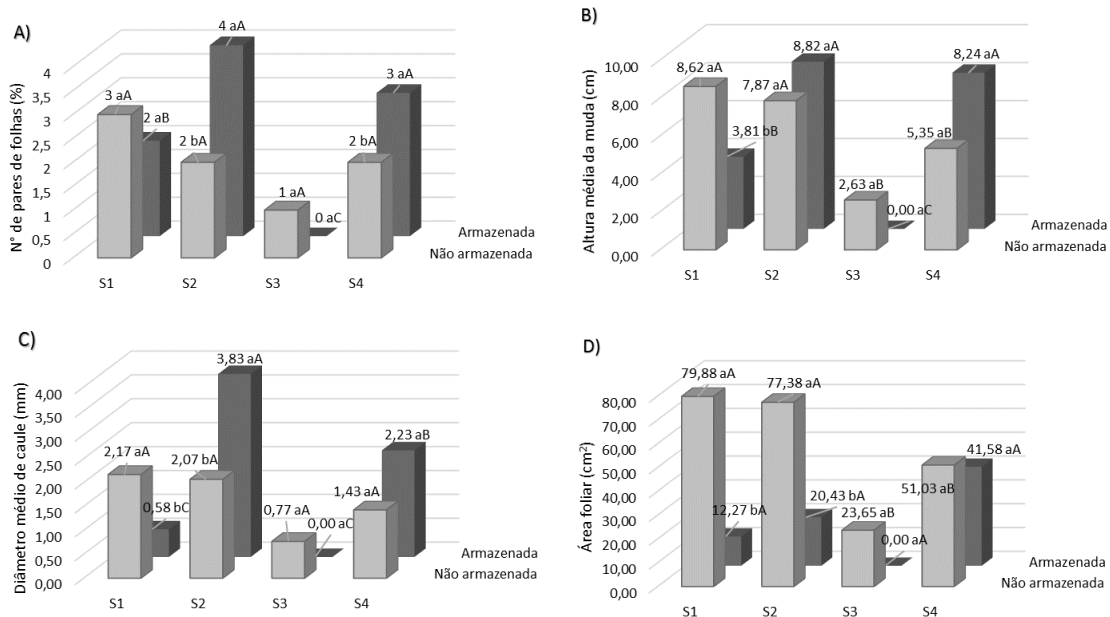 A)
N° de pares de folhas (%)
4
3,5
3
2,5
2
1,5
1
0,5
0
3 aA
2 aB
2 bA
4 aA
1 aA
0 aC
2 bA
3 aA
Armazenada
Não armazenada
S1
S2
S3
S4
B)
Altura média da muda (cm)
10,00
8,00
6,00
4,00
2,00
0,00
8,62 aA
3,81 bB
7,87 aA
8,82 aA
2,63 aB
0,00 aC
5,35 aB
8,24 aA
Armazenada
Não armazenada
S1
S2
S3
S4
C)
Diâmetro médio de caule (mm)
4,00
3,50
3,00
2,50
2,00
1,50
1,00
0,50
0,00
2,17 aA
0,58 bC
2,07 bA
3,83 aA
0,77 aA
0,00 aC
1,43 aA
2,23 aB
Armazenada
Não armazenada
S1
S2
S3
S4
D)
Área foliar (cm²)
80,00
70,00
60,00
50,00
40,00
30,00
20,00
10,00
0,00
79,88 aA
12,27 bA
77,38 aA
20,43 bA
23,65 aB
0,00 aA
51,03 aB
41,58 aA
Armazenada
Não armazenada
S1
S2
S3
S4